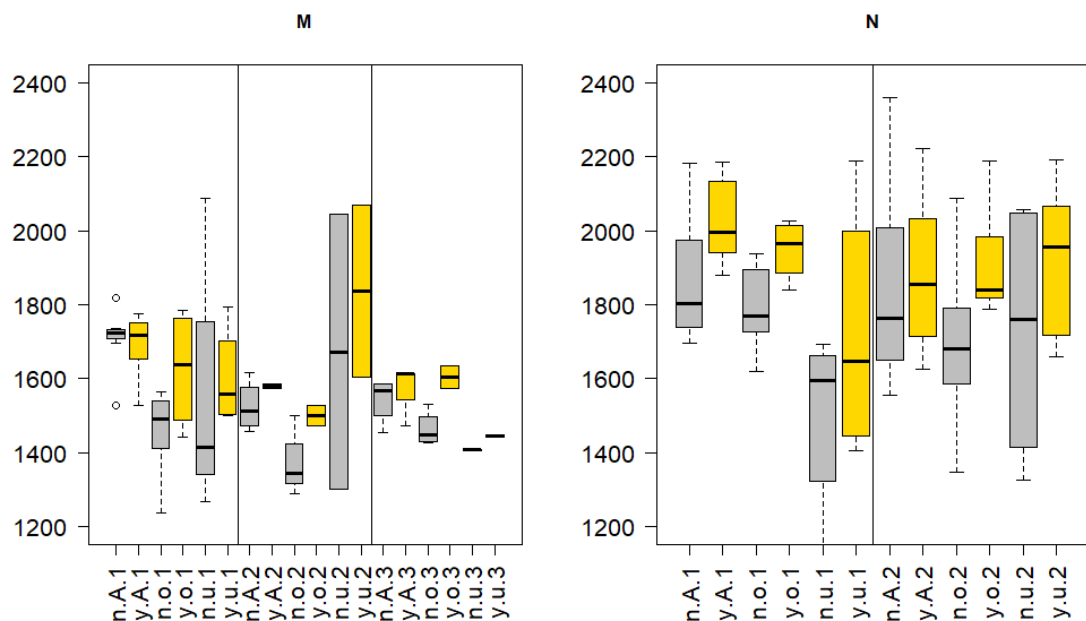 M
2400
2200
2000
1800
1600
1400
1200
n.A.1
y.A.1
n.o.1
y.o.1
n.u.1
y.u.1
n.A.2
y.A.2
n.o.2
y.o.2
n.u.2
y.u.2
n.A.3
y.A.3
n.o.3
y.o.3
n.u.3
y.u.3
N
2400
2200
2000
1800
1600
1400
1200
n.A.1
y.A.1
n.o.1
y.o.1
n.u.1
y.u.1
n.A.2
y.A.2
n.o.2
y.o.2
n.u.2
y.u.2